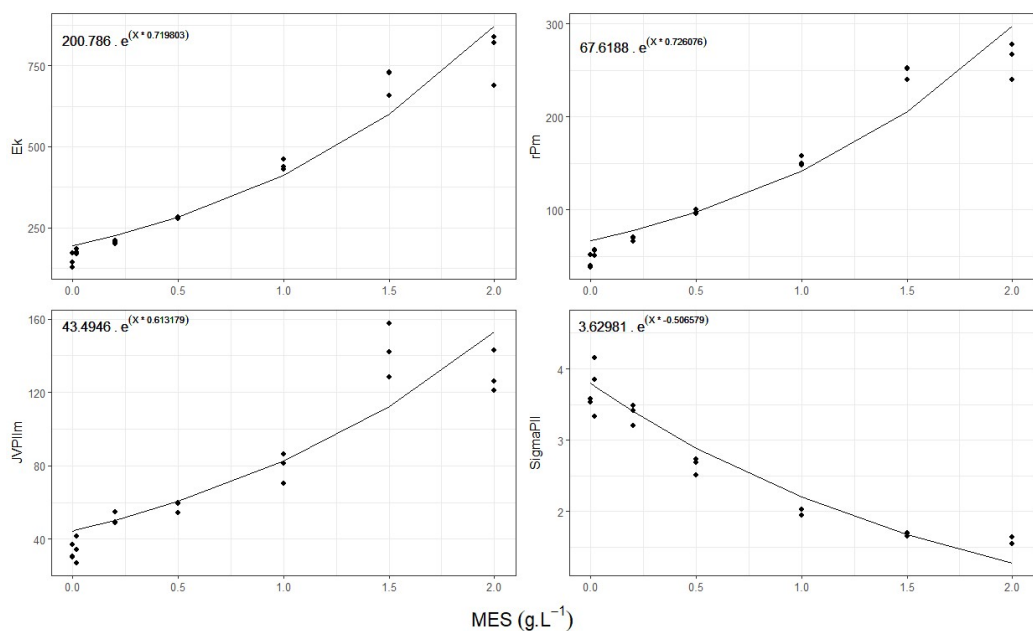 200.786 . e^(X * 0.719803)
750
500
250
Ek
0.0 0.5 1.0 1.5 2.0
67.6188 . e^(X * 0.726076)
300
200
100
rPm
0.0 0.5 1.0 1.5 2.0
43.4946 . e^(X * 0.613179)
160
120
80
40
JVPIIm
0.0 0.5 1.0 1.5 2.0
3.62981 . e^(X * -0.506579)
4
3
2
SigmaPII
0.0 0.5 1.0 1.5 2.0
MES (g.L⁻¹)